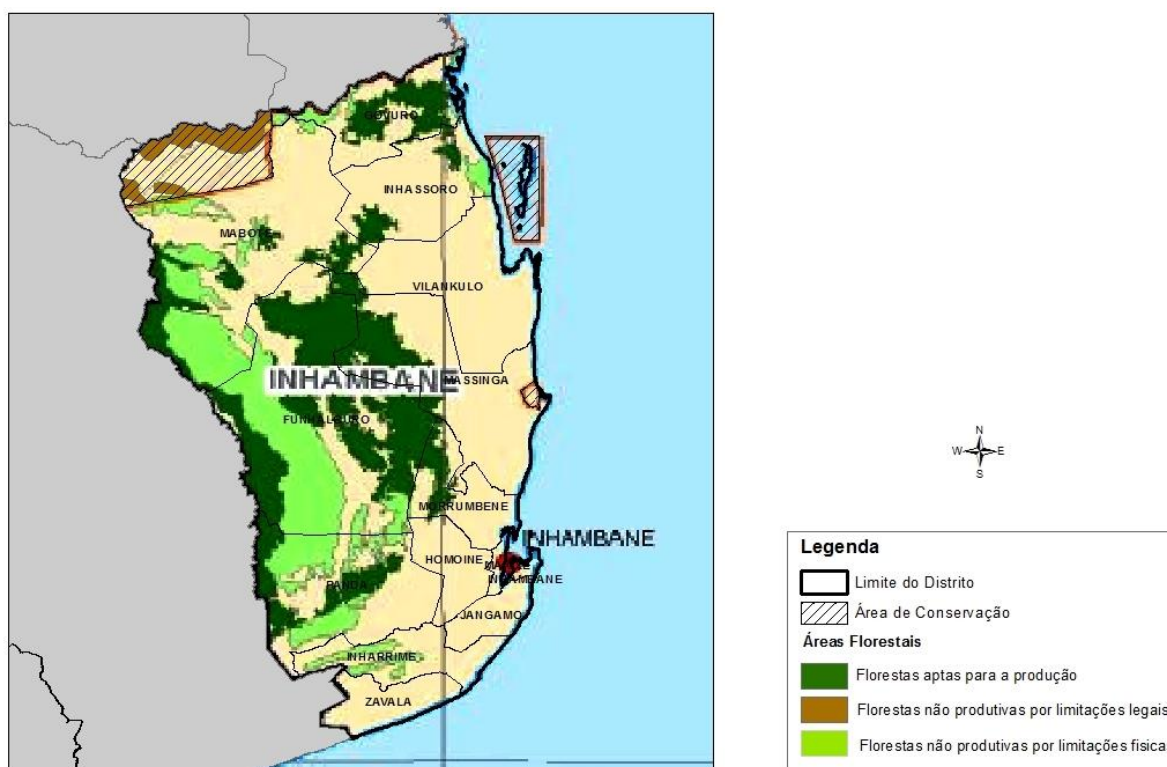 GOVURO
INHASSORO
MABOTE
VILANKULO
INHAMBANE
MASSINGA
FUNHALOURO
MORRUMBENE
INHAMBANE
HOMOINE
INHAMBANE
PANDA
JANGAMO
INHARRIME
ZAVALA
N
W E
S
Legenda
Limite do Distrito
Área de Conservação
Áreas Florestais
Florestas aptas para a produção
Florestas não produtivas por limitações legais
Florestas não produtivas por limitações fisica